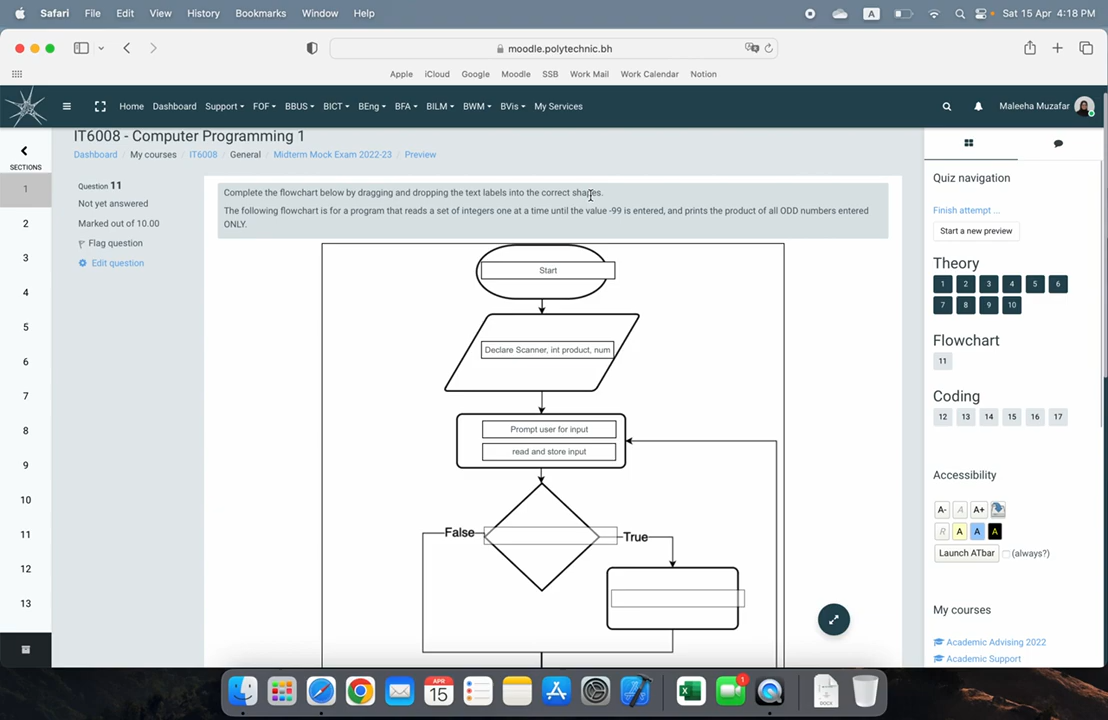 Safari File Edit View History Bookmarks Window Help A Sat 15 Apr 4:18 PM
moodle.polytechnic.bh
Apple iCloud Google Moodle SSB Work Mail Work Calendar Notion
Home Dashboard Support FOF BBUS BICT BEng BFA BILM BWM BVis My Services Maleeha Muzafar
IT6008 - Computer Programming 1
Dashboard / My courses / IT6008 / General / Midterm Mock Exam 2022-23 / Preview
SECTIONS
1
2
3
4
5
6
7
8
9
10
11
12
13
Question 11
Not yet answered
Marked out of 10.00
Flag question
Edit question
Complete the flowchart below by dragging and dropping the text labels into the correct shapes.
The following flowchart is for a program that reads a set of integers one at a time until the value -99 is entered, and prints the product of all ODD numbers entered
ONLY.
Start
Declare Scanner, int product, num
Prompt user for input
read and store input
False
True
Quiz navigation
Finish attempt ...
Start a new preview
Theory
1 2 3 4 5 6
7 8 9 10
Flowchart
11
Coding
12 13 14 15 16 17
Accessibility
A- A A+
R A A A
Launch ATbar (always?)
My courses
Academic Advising 2022
Academic Support
APR
15
1
DOCX